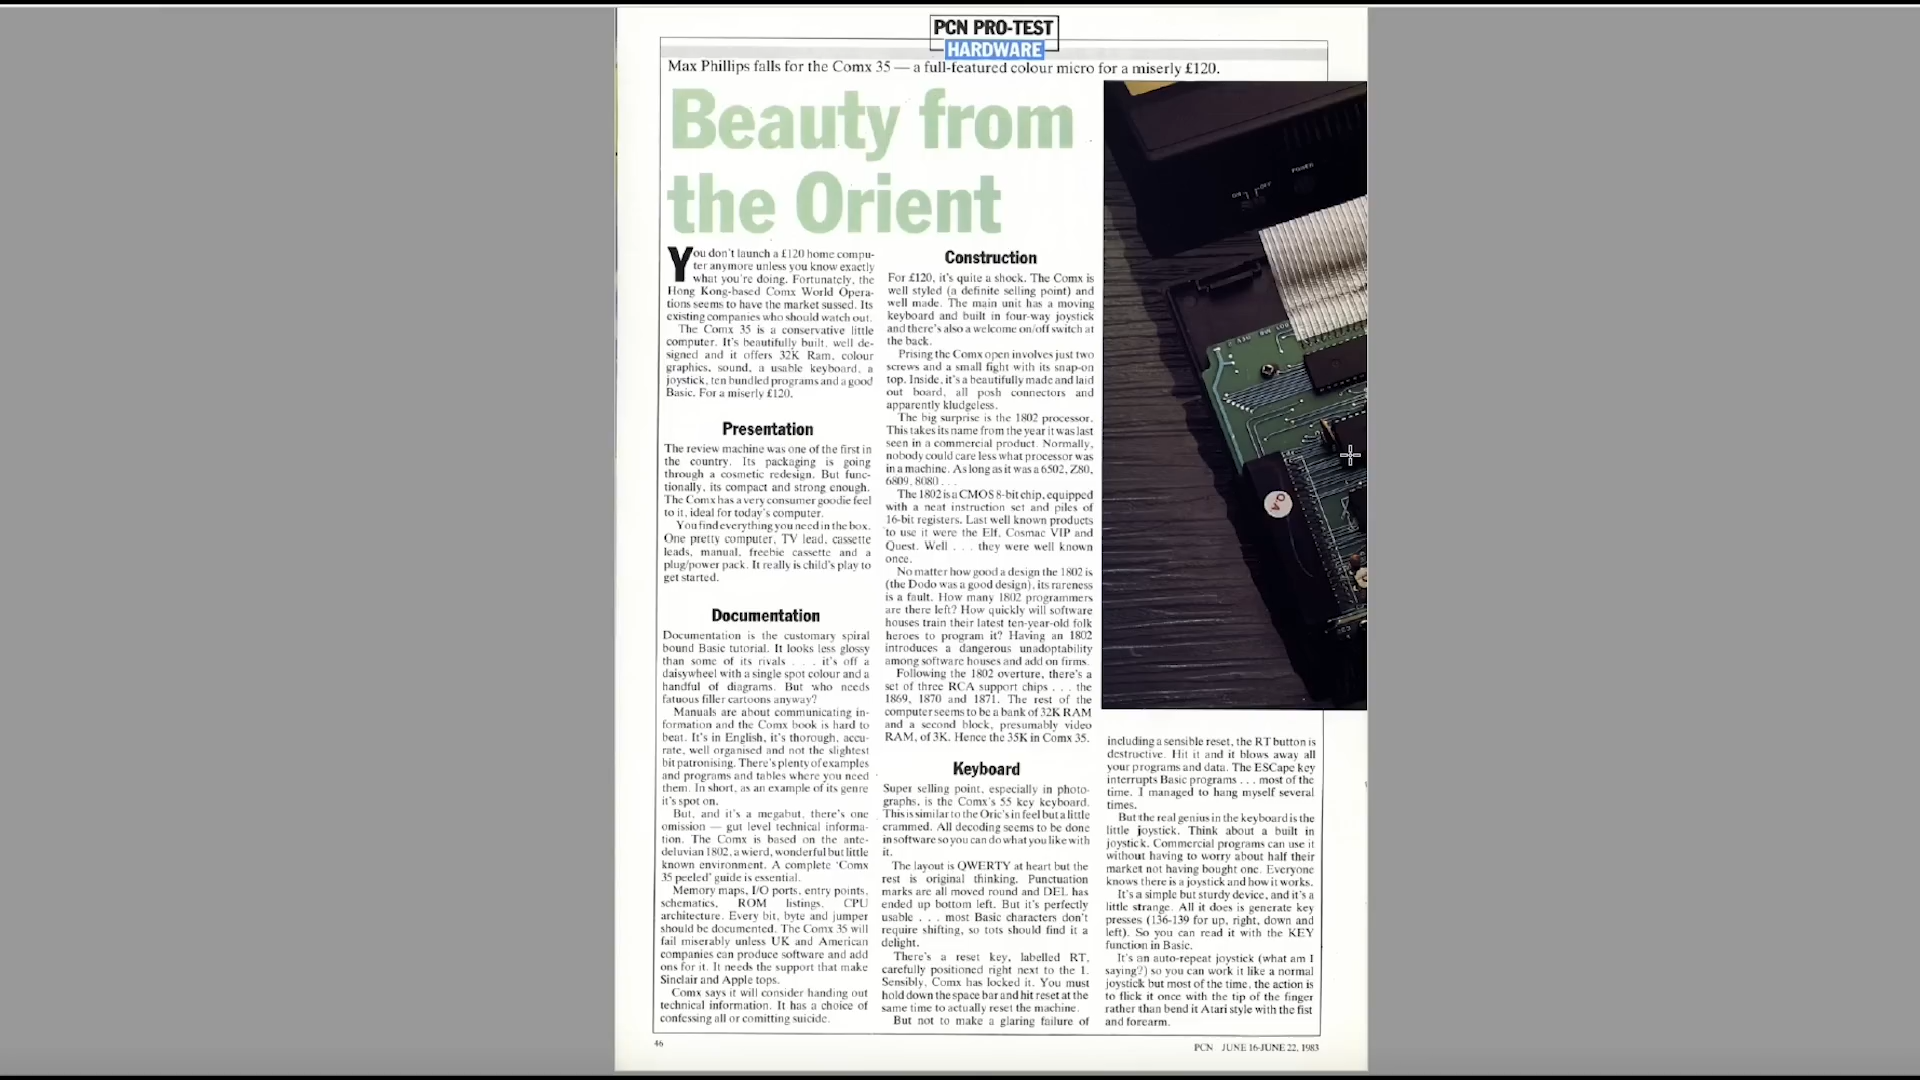 PCN PRO-TEST
HARDWARE
Max Phillips falls for the Comx 35 — a full-featured colour micro for a miserly £120.
Beauty from
the Orient
You don't launch a £120 home compu-
ter anymore unless you know exactly
what you're doing. Fortunately, the
Hong Kong-based Comx World Opera-
tions seems to have the market sussed. Its
existing companies who should watch out.
The Comx 35 is a conservative little
computer. It's beautifully built, well de-
signed and it offers 32K Ram, colour
graphics, sound, a usable keyboard, a
joystick, ten bundled programs and a good
Basic. For a miserly £120.
Presentation
The review machine was one of the first in
the country. Its packaging is going
through a cosmetic redesign. But func-
tionally, its compact and strong enough.
The Comx has a very consumer goodie feel
to it, ideal for today's computer.
You find everything you need in the box.
One pretty computer, TV lead, cassette
leads, manual, freebie cassette and a
plug/power pack. It really is child's play to
get started.
Documentation
Documentation is the customary spiral
bound Basic tutorial. It looks less glossy
than some of its rivals . . . it's off a
daisywheel with a single spot colour and a
handful of diagrams. But who needs
fatuous filler cartoons anyway?
Manuals are about communicating in-
formation and the Comx book is hard to
beat. It's in English, it's thorough, accu-
rate, well organised and not the slightest
bit patronising. There's plenty of examples
and programs and tables where you need
them. In short, as an example of its genre
it's spot on.
But, and it's a megabut, there's one
omission — gut level technical informa-
tion. The Comx is based on the ante-
deluvian 1802, a wierd, wonderful but little
known environment. A complete 'Comx
35 peeled' guide is essential.
Memory maps, I/O ports, entry points,
schematics, ROM listings, CPU
architecture. Every bit, byte and jumper
should be documented. The Comx 35 will
fail miserably unless UK and American
companies can produce software and add
ons for it. It needs the support that make
Sinclair and Apple tops.
Comx says it will consider handing out
technical information. It has a choice of
confessing all or comitting suicide.
Construction
For £120, it's quite a shock. The Comx is
well styled (a definite selling point) and
well made. The main unit has a moving
keyboard and built in four-way joystick
and there's also a welcome on/off switch at
the back.
Prising the Comx open involves just two
screws and a small fight with its snap-on
top. Inside, it's a beautifully made and laid
out board, all posh connectors and
apparently kludgeless.
The big surprise is the 1802 processor.
This takes its name from the year it was last
seen in a commercial product. Normally,
nobody could care less what processor was
in a machine. As long as it was a 6502, Z80,
6809, 8080 . . .
The 1802 is a CMOS 8-bit chip, equipped
with a neat instruction set and piles of
16-bit registers. Last well known products
to use it were the Elf, Cosmac VIP and
Quest. Well . . . they were well known
once.
No matter how good a design the 1802 is
(the Dodo was a good design), its rareness
is a fault. How many 1802 programmers
are there left? How quickly will software
houses train their latest ten-year-old folk
heroes to program it? Having an 1802
introduces a dangerous unadoptability
among software houses and add on firms.
Following the 1802 overture, there's a
set of three RCA support chips . . . the
1869, 1870 and 1871. The rest of the
computer seems to be a bank of 32K RAM
and a second block, presumably video
RAM, of 3K. Hence the 35K in Comx 35.
Keyboard
Super selling point, especially in photo-
graphs, is the Comx's 55 key keyboard.
This is similar to the Oric's in feel but a little
crammed. All decoding seems to be done
in software so you can do what you like with
it.
The layout is QWERTY at heart but the
rest is original thinking. Punctuation
marks are all moved round and DEL has
ended up bottom left. But it's perfectly
usable . . . most Basic characters don't
require shifting, so tots should find it a
delight.
There's a reset key, labelled RT,
carefully positioned right next to the 1.
Sensibly, Comx has locked it. You must
hold down the space bar and hit reset at the
same time to actually reset the machine.
But not to make a glaring failure of
POWER
ON
OFF
QA
including a sensible reset, the RT button is
destructive. Hit it and it blows away all
your programs and data. The ESCape key
interrupts Basic programs . . . most of the
time. I managed to hang myself several
times.
But the real genius in the keyboard is the
little joystick. Think about a built in
joystick. Commercial programs can use it
without having to worry about half their
market not having bought one. Everyone
knows there is a joystick and how it works.
It's a simple but sturdy device, and it's a
little strange. All it does is generate key
presses (136-139 for up, right, down and
left). So you can read it with the KEY
function in Basic.
It's an auto-repeat joystick (what am I
saying?) so you can work it like a normal
joystick but most of the time, the action is
to flick it once with the tip of the finger
rather than bend it Atari style with the fist
and forearm.
46
PCN JUNE 16-JUNE 22, 1983